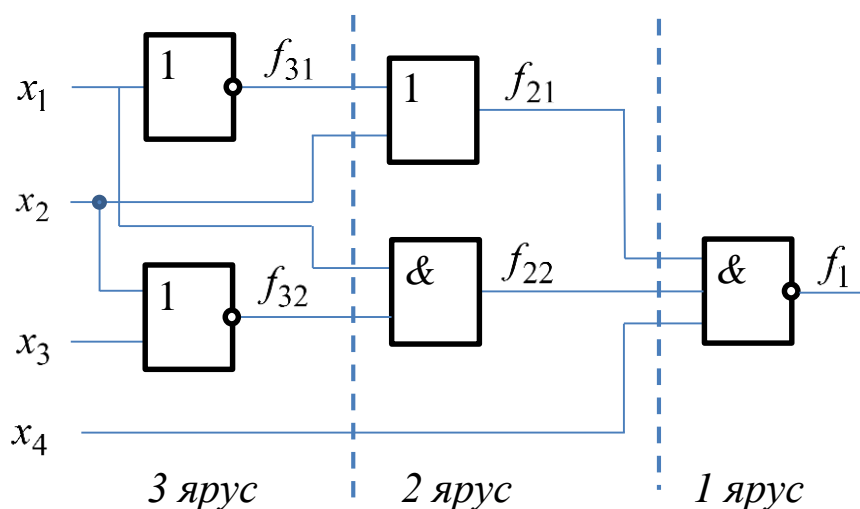 1
f₃₁
x₁
1
f₂₁
x₂
&
f₂₂
&
f₁
1
f₃₂
x₃
x₄
3 ярус
2 ярус
1 ярус